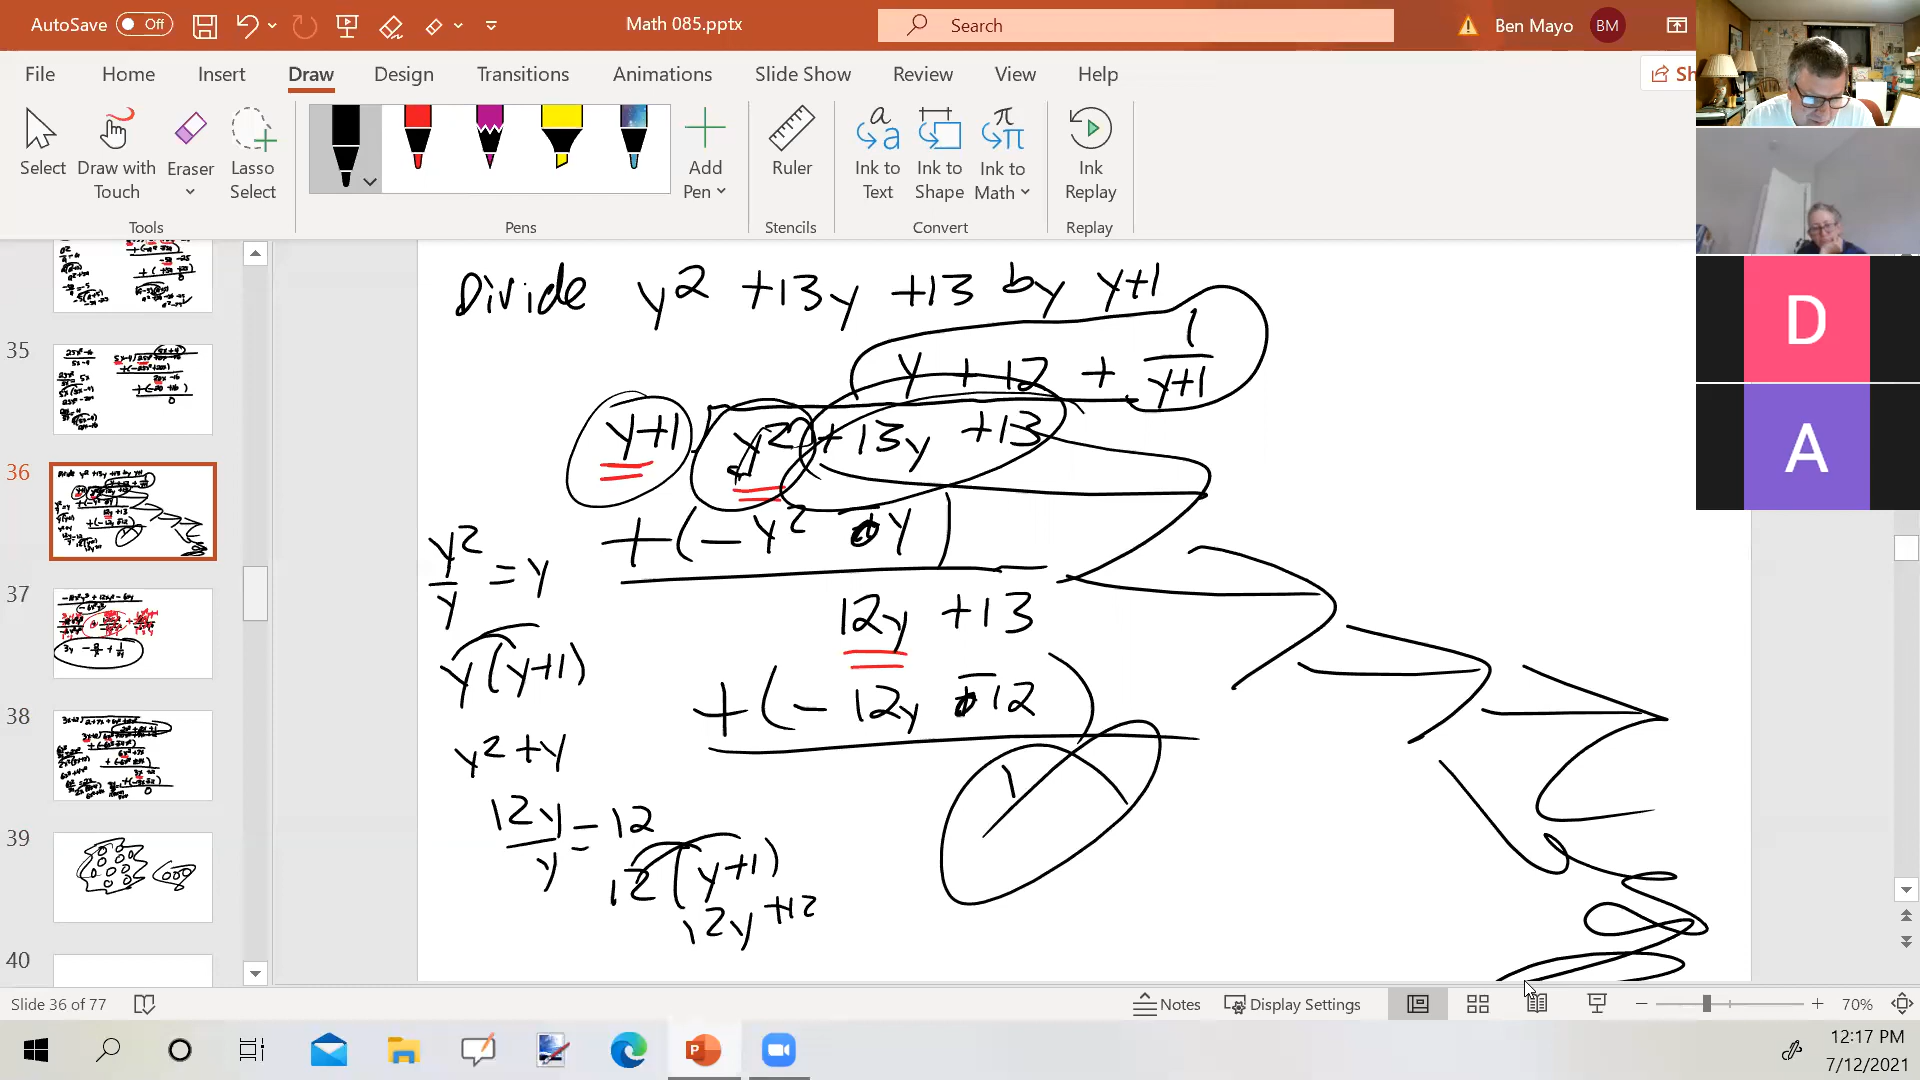 AutoSave Off
Math 085.pptx
Search
Ben Mayo BM
File Home Insert Draw Design Transitions Animations Slide Show Review View Help
Sh
Select
Draw with Touch
Eraser
Lasso Select
Add Pen
Ruler
Ink to Text
Ink to Shape
Ink to Math
Ink Replay
Tools
Pens
Stencils
Convert
Replay
35
36
37
38
39
40
Divide y² +13y +13 by y+1
y + 12 + 1/(y+1)
y+1 y² +13y +13
+(-y² -y)
y²/y = y
12y +13
y(y+1)
+(-12y -12)
y² +y
1
12y/y = 12
12(y+1)
12y +12
D
A
Slide 36 of 77
Notes
Display Settings
70%
12:17 PM
7/12/2021